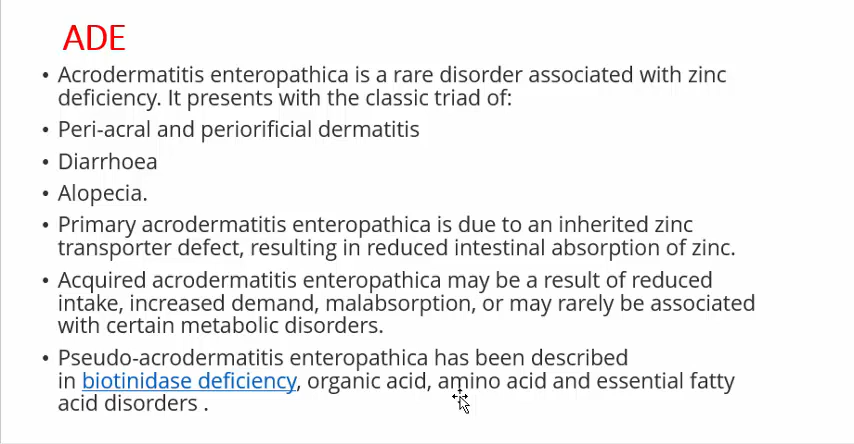 ADE
• Acrodermatitis enteropathica is a rare disorder associated with zinc
deficiency. It presents with the classic triad of:
• Peri-acral and periorificial dermatitis
• Diarrhoea
• Alopecia.
• Primary acrodermatitis enteropathica is due to an inherited zinc
transporter defect, resulting in reduced intestinal absorption of zinc.
• Acquired acrodermatitis enteropathica may be a result of reduced
intake, increased demand, malabsorption, or may rarely be associated
with certain metabolic disorders.
• Pseudo-acrodermatitis enteropathica has been described
in biotinidase deficiency, organic acid, amino acid and essential fatty
acid disorders .